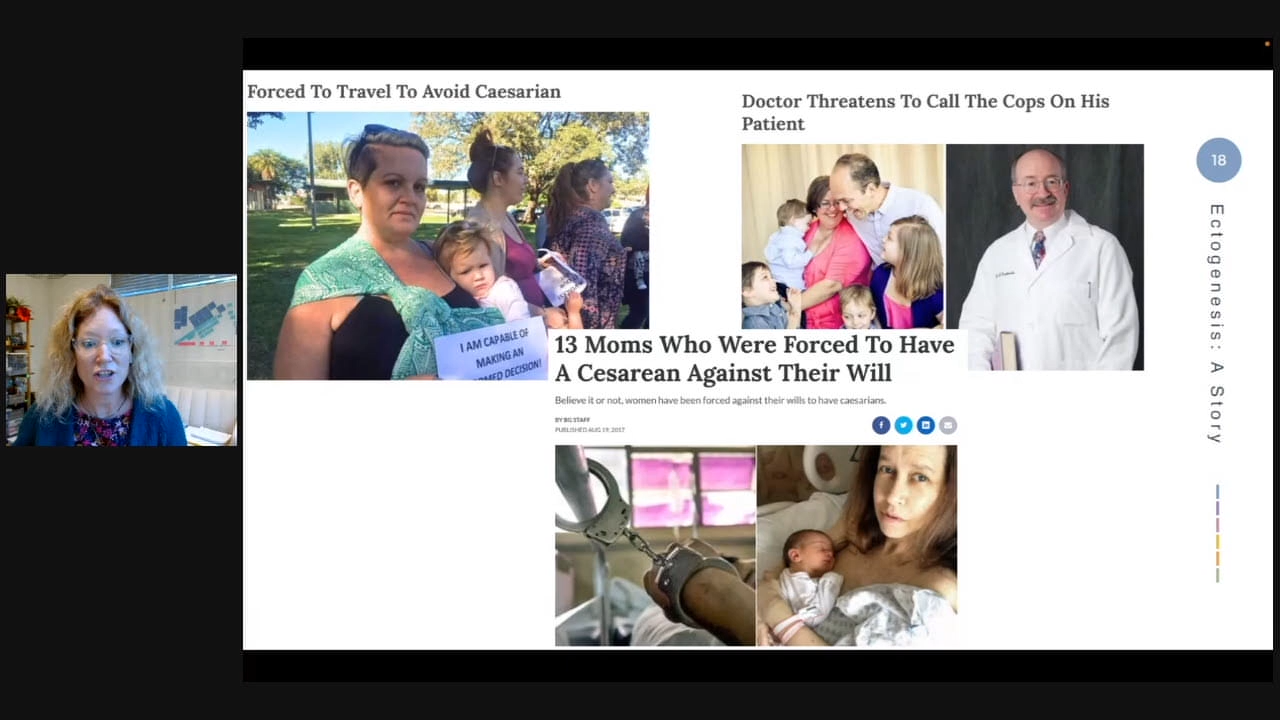 Forced To Travel To Avoid Caesarian
I AM CAPABLE OF
MAKING AN
RMED DECISION!
Doctor Threatens To Call The Cops On His
Patient
13 Moms Who Were Forced To Have
A Cesarean Against Their Will
Believe it or not, women have been forced against their wills to have caesarians.
BY BG STAFF
PUBLISHED AUG 19, 2017
18
Ectogenesis: A Story